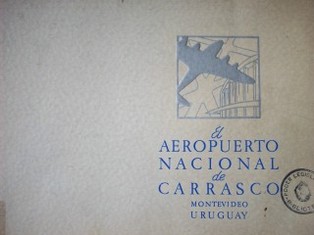 El
AEROPUERTO
NACIONAL
de
CARRASCO
MONTEVIDEO
URUGUAY